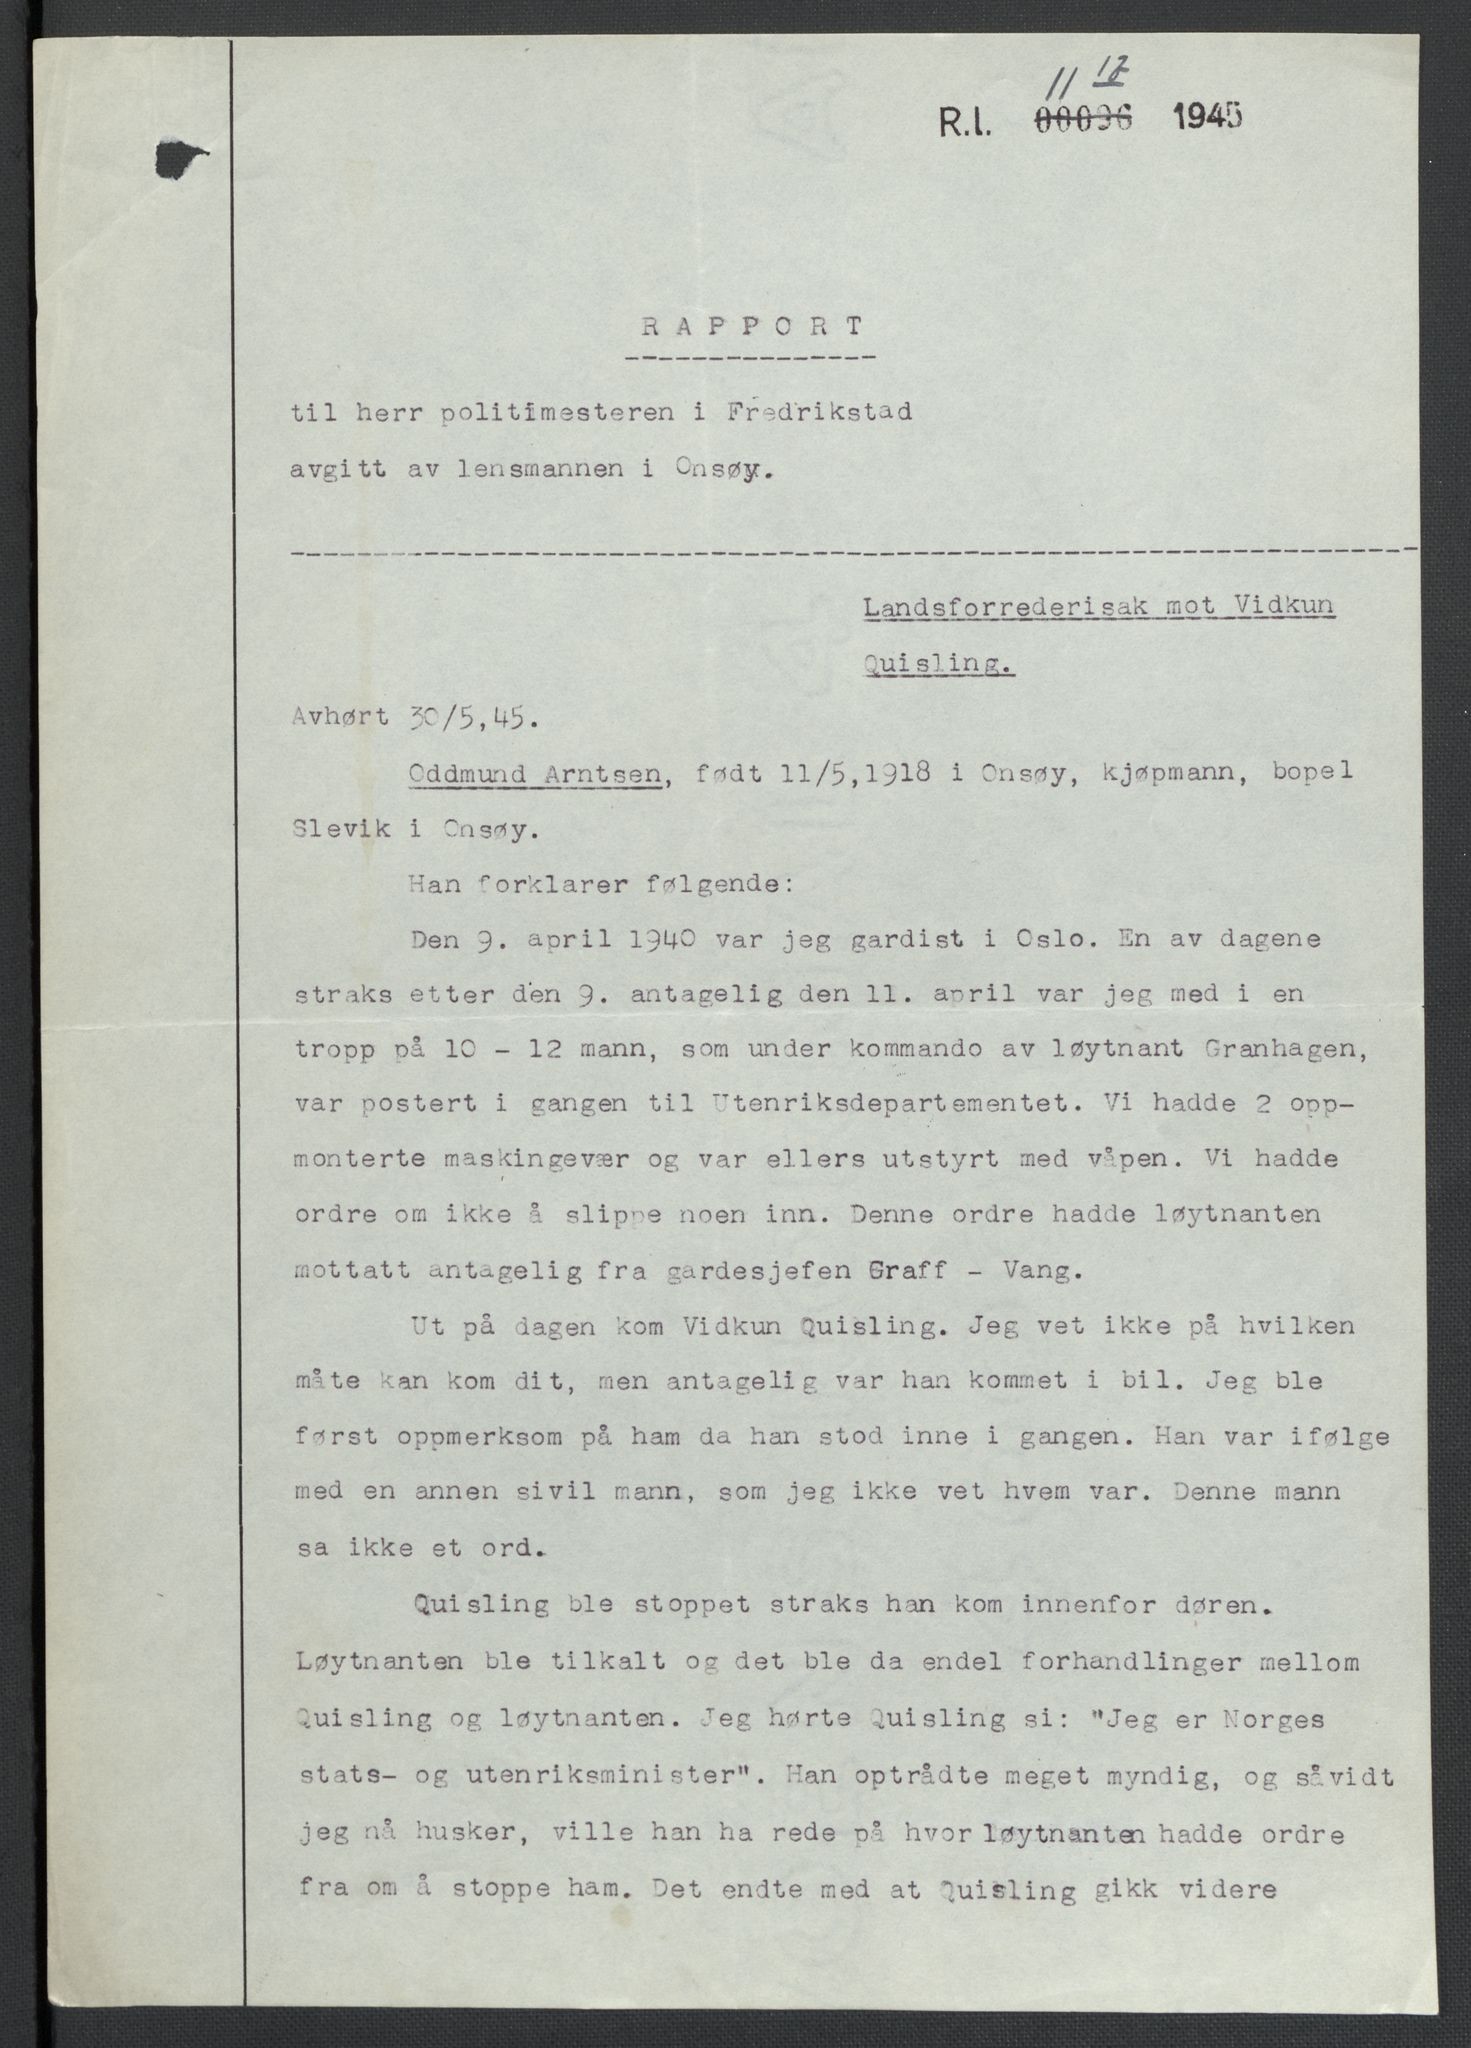 11 12
R.I. 00096 1945
RAPPORT
til herr politimesteren i Fredrikstad
avgitt av lensmannen i Onsøy.
Landsforrederisak mot Vidkun
Quisling.
Avhørt 30/5,45.
Oddmund Arntsen, født 11/5,1918 i Onsøy, kjøpmann, bopel
Slevik i Onsøy.
Han forklarer følgende:
Den 9. april 1940 var jeg gardist i Oslo. En av dagene
straks etter den 9. antagelig den 11. april var jeg med i en
tropp på 10 - 12 mann, som under kommando av løytnant Granhagen,
var postert i gangen til Utenriksdepartementet. Vi hadde 2 opp-
monterte maskingevær og var ellers utstyrt med våpen. Vi hadde
ordre om ikke å slippe noen inn. Denne ordre hadde løytnanten
mottatt antagelig fra gardesjefen Graff - Vang.
Ut på dagen kom Vidkun Quisling. Jeg vet ikke på hvilken
måte kan kom dit, men antagelig var han kommet i bil. Jeg ble
først oppmerksom på ham da han stod inne i gangen. Han var ifølge
med en annen sivil mann, som jeg ikke vet hvem var. Denne mann
sa ikke et ord.
Quisling ble stoppet straks han kom innenfor døren.
Løytnanten ble tilkalt og det ble da endel forhandlinger mellom
Quisling og løytnanten. Jeg hørte Quisling si: "Jeg er Norges
stats- og utenriksminister". Han optrådte meget myndig, og såvidt
jeg nå husker, ville han ha rede på hvor løytnanten hadde ordre
fra om å stoppe ham. Det endte med at Quisling gikk videre